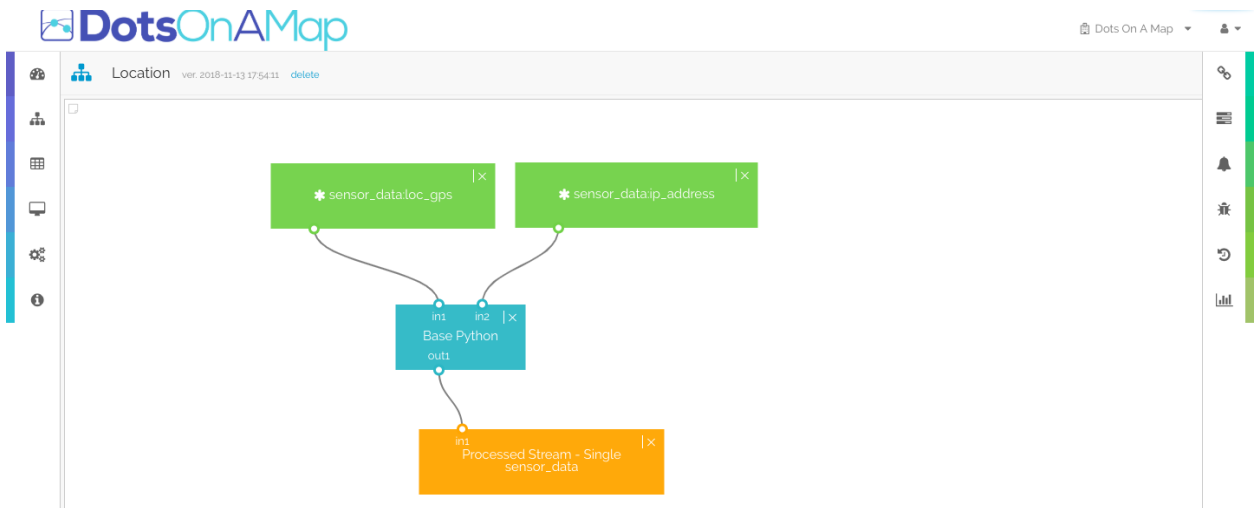 DotsOnAMap
Dots On A Map
Location ver. 2018-11-13 17:54:11 delete
sensor_data:loc_gps
sensor_data:ip_address
in1 in2
Base Python
out1
in1
Processed Stream - Single
sensor_data